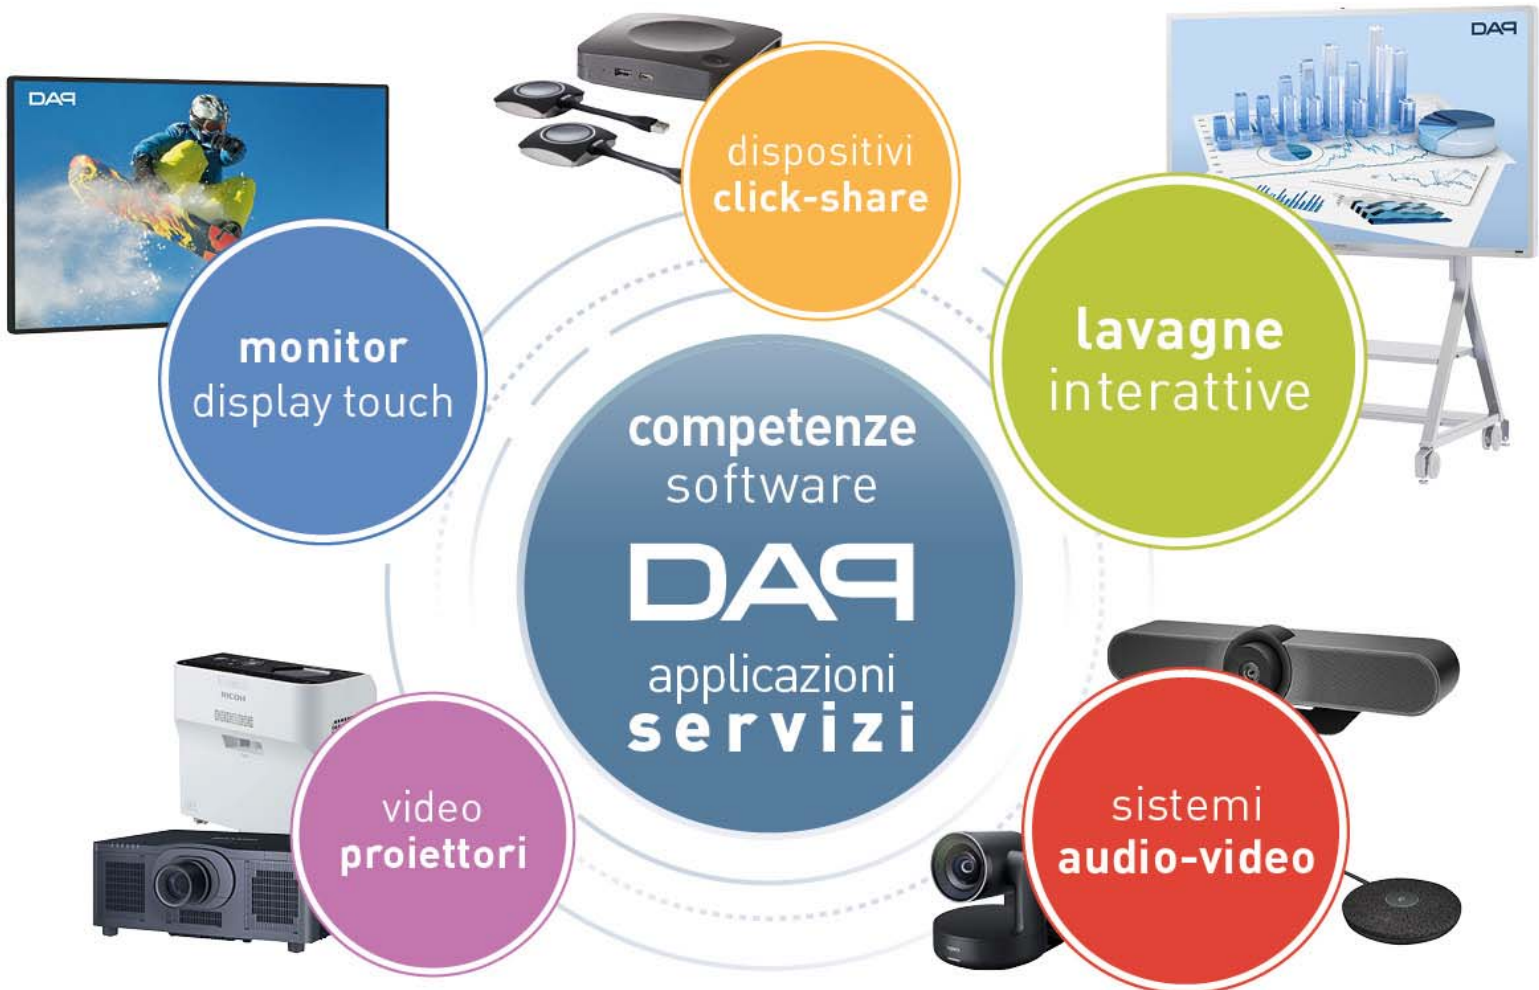 DAP
DAP
dispositivi
click-share
monitor
display touch
lavagne
interattive
competenze
software
DAP
applicazioni
servizi
RICOH
video
proiettori
sistemi
audio-video